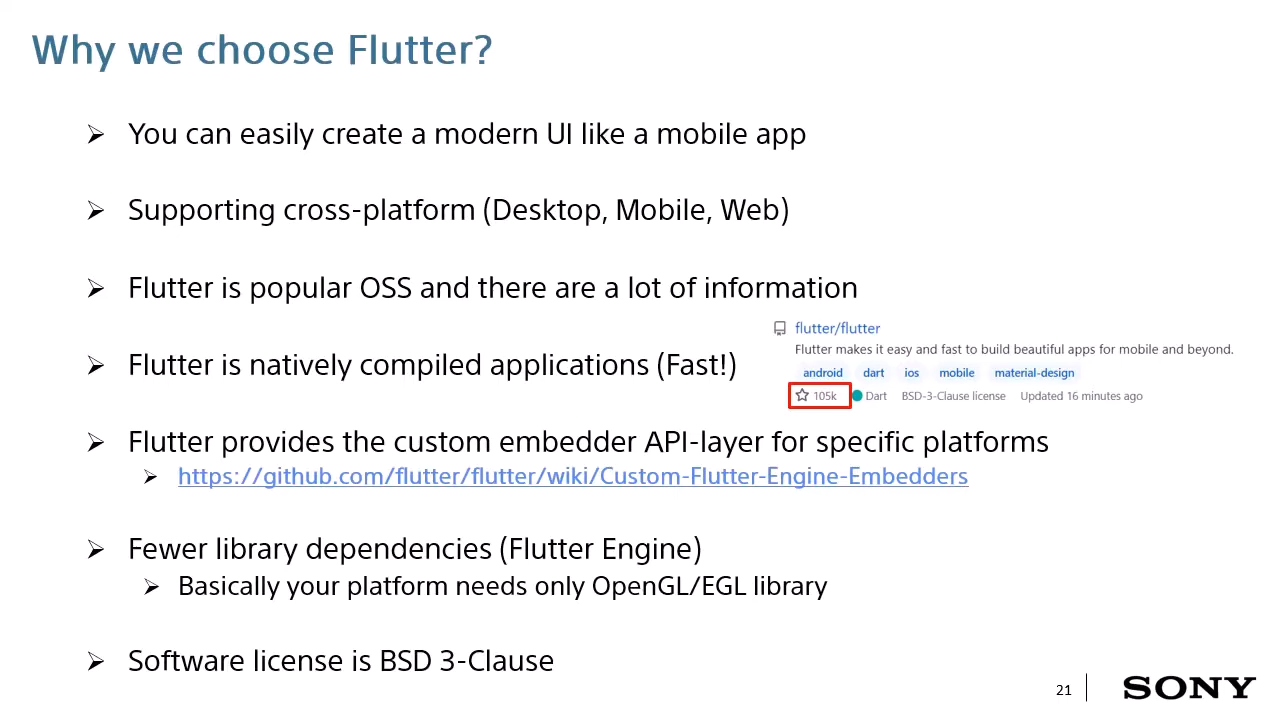 Why we choose Flutter?
You can easily create a modern UI like a mobile app
Supporting cross-platform (Desktop, Mobile, Web)
Flutter is popular OSS and there are a lot of information
flutter/flutter
Flutter makes it easy and fast to build beautiful apps for mobile and beyond.
android dart ios mobile material-design
105k Dart BSD-3-Clause license Updated 16 minutes ago
Flutter is natively compiled applications (Fast!)
Flutter provides the custom embedder API-layer for specific platforms
https://github.com/flutter/flutter/wiki/Custom-Flutter-Engine-Embedders
Fewer library dependencies (Flutter Engine)
Basically your platform needs only OpenGL/EGL library
Software license is BSD 3-Clause
21
SONY